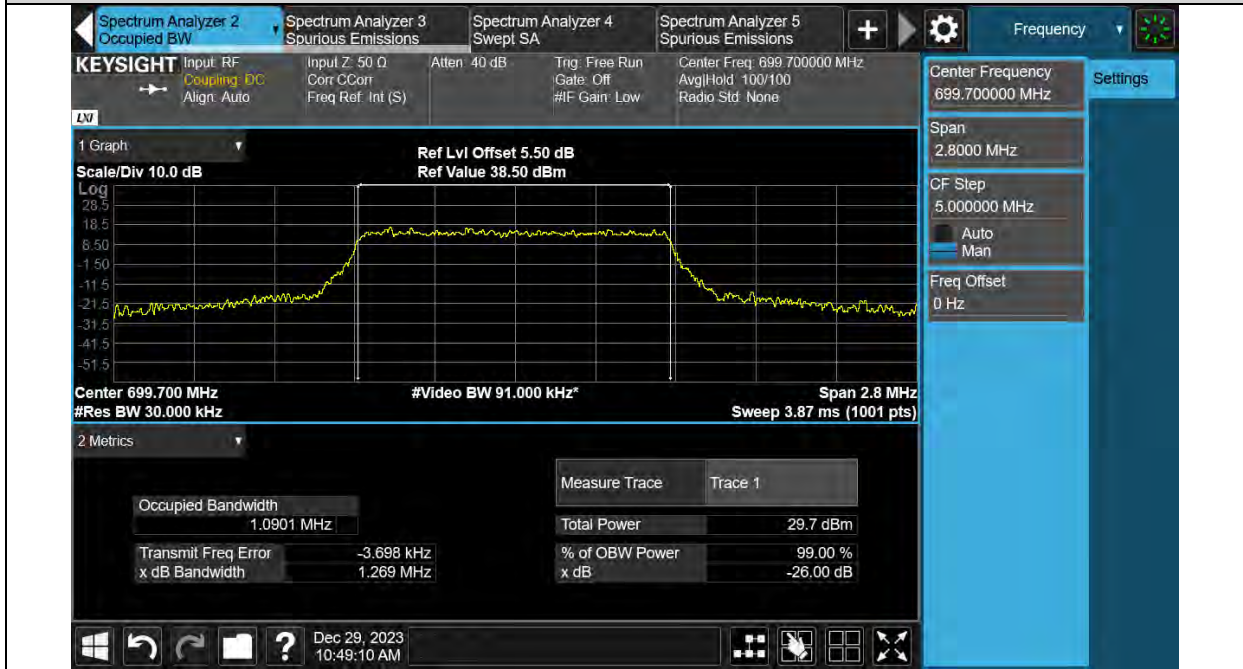 Spectrum Analyzer 2
Occupied BW
Spectrum Analyzer 3
Spurious Emissions
Spectrum Analyzer 4
Swept SA
Spectrum Analyzer 5
Spurious Emissions
+
Frequency
KEYSIGHT
Input: RF
Coupling: DC
Align: Auto
Input Z: 50 Ω
Corr CCorr
Freq Ref: Int (S)
Atten: 40 dB
Trig: Free Run
Gate: Off
#IF Gain: Low
Center Freq: 699.700000 MHz
Avg|Hold: 100/100
Radio Std: None
LXI
Center Frequency
699.700000 MHz
Settings
Span
2.8000 MHz
CF Step
5.000000 MHz
Auto
Man
Freq Offset
0 Hz
1 Graph
Scale/Div 10.0 dB
Ref Lvl Offset 5.50 dB
Ref Value 38.50 dBm
Log
28.5
18.5
8.50
-1.50
-11.5
-21.5
-31.5
-41.5
-51.5
Center 699.700 MHz
#Video BW 91.000 kHz*
Span 2.8 MHz
#Res BW 30.000 kHz
Sweep 3.87 ms (1001 pts)
2 Metrics
Measure Trace Trace 1
Occupied Bandwidth
1.0901 MHz
Total Power 29.7 dBm
Transmit Freq Error -3.698 kHz
% of OBW Power 99.00 %
x dB Bandwidth 1.269 MHz
x dB -26.00 dB
?
Dec 29, 2023
10:49:10 AM